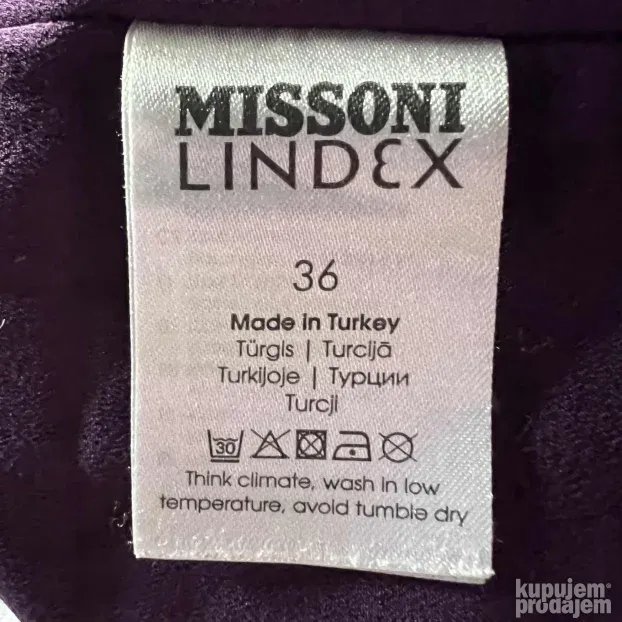 MISSONI
LINDEX
36
Made in Turkey
Türgis | Turcijā
Turkijoje | Турции
Turcji
30
Think climate, wash in low
temperature, avoid tumble dry
kupujem
prodajem